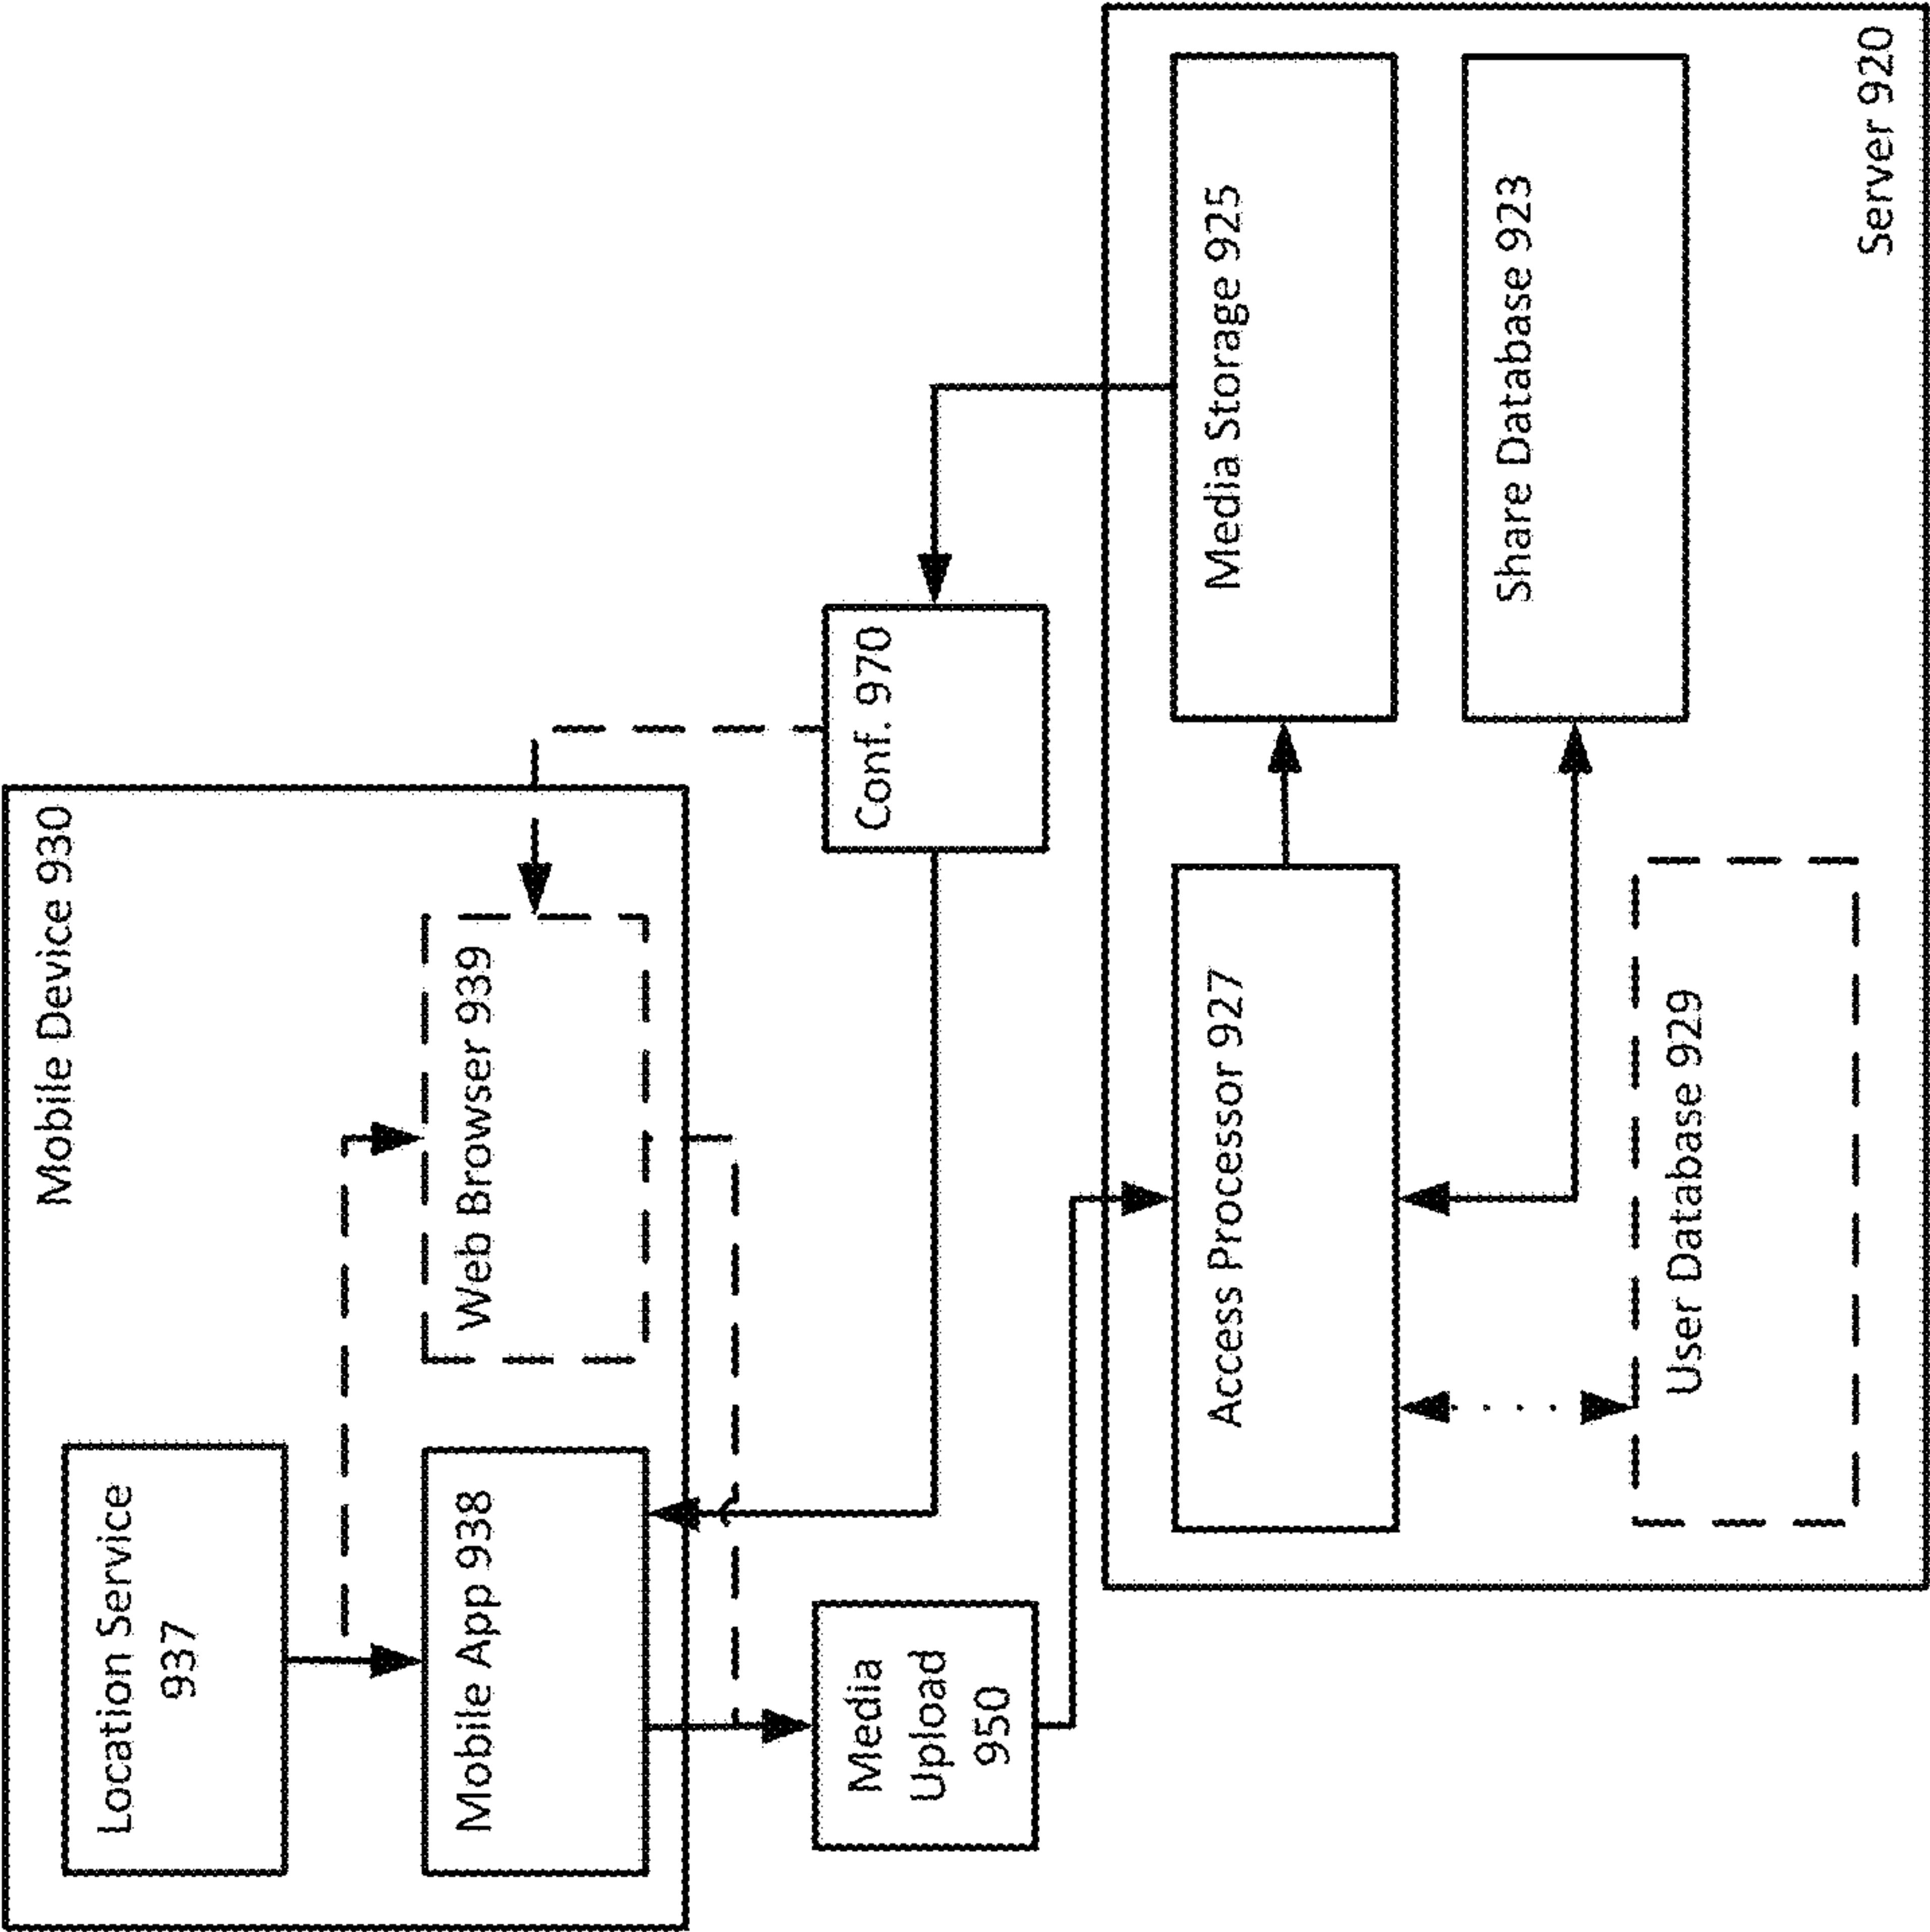 Mobile Device 930
Location Service
937
Mobile App 938
Web Browser 939
Media
Upload
950
Conf. 970
Access Processor 927
Media Storage 925
Share Database 923
User Database 929
Server 920